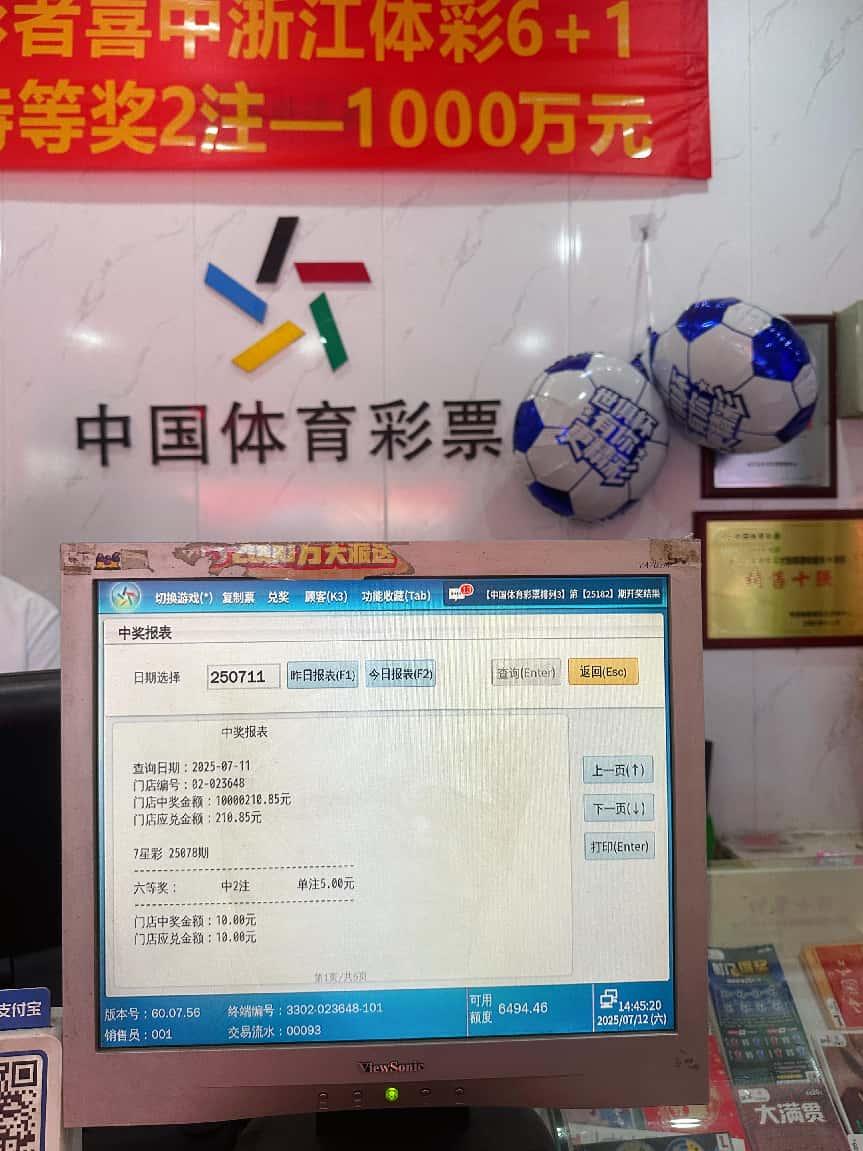 者喜中浙江体彩6+1
等奖2注—1000万元
中国体育彩票
世界杯
大派送
切换游戏(*) 复制票 兑奖 顾客(K3) 功能收藏(Tab) 13 【中国体育彩票排列3】第【25182】期开奖结果
中奖报表
日期选择 250711 昨日报表(F1) 今日报表(F2) 查询(Enter) 返回(Esc)
中奖报表
查询日期：2025-07-11
门店编号：02-023648
门店中奖金额：10000210.85元
门店应兑金额：210.85元
7星彩 25078期
六等奖： 中2注 单注5.00元
门店中奖金额：10.00元
门店应兑金额：10.00元
第1页/共6页
上一页(↑)
下一页(↓)
打印(Enter)
版本号：60.07.56 终端编号：3302-023648-101
销售员：001 交易流水：00093
可用额度 6494.46
14:45:20
2025/07/12 (六)
ViewSonic
支付宝
大满贯